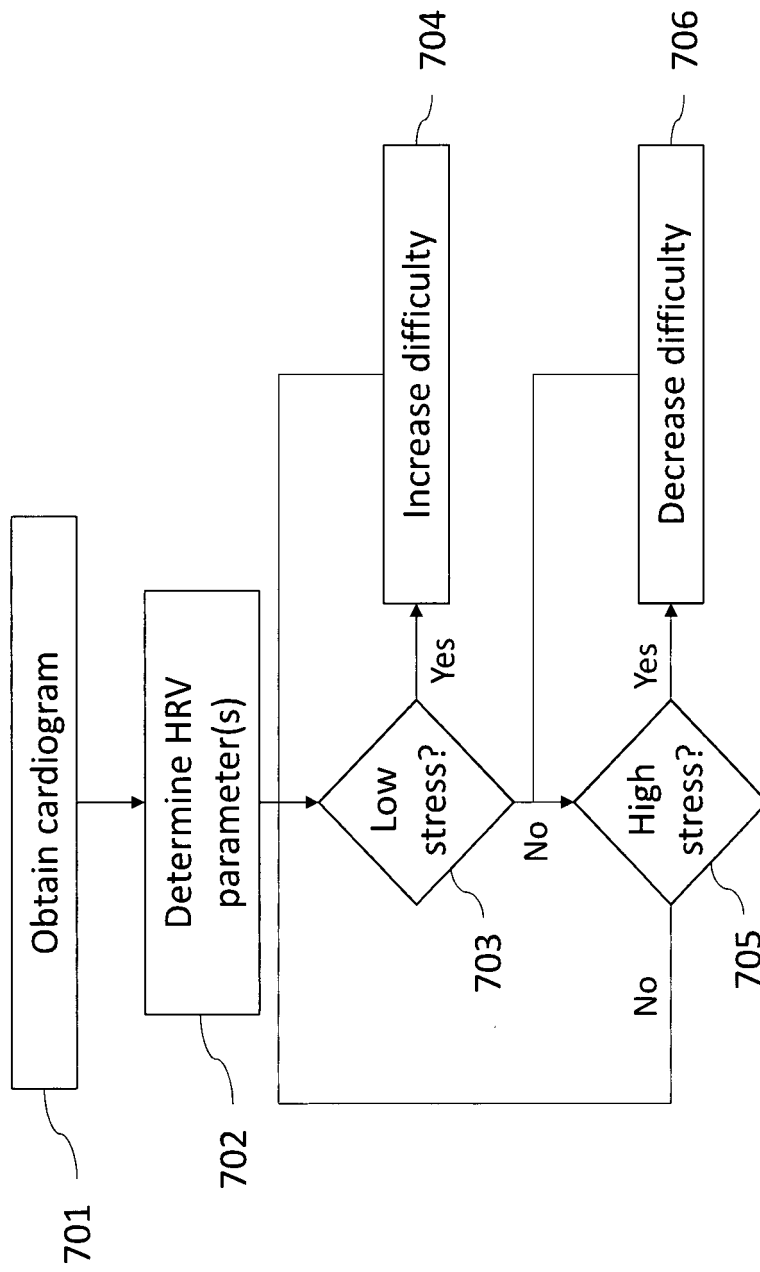 701
Obtain cardiogram
702
Determine HRV
parameter(s)
Low
stress?
703
Yes
Increase difficulty
704
No
High
stress?
705
Yes
Decrease difficulty
706
No